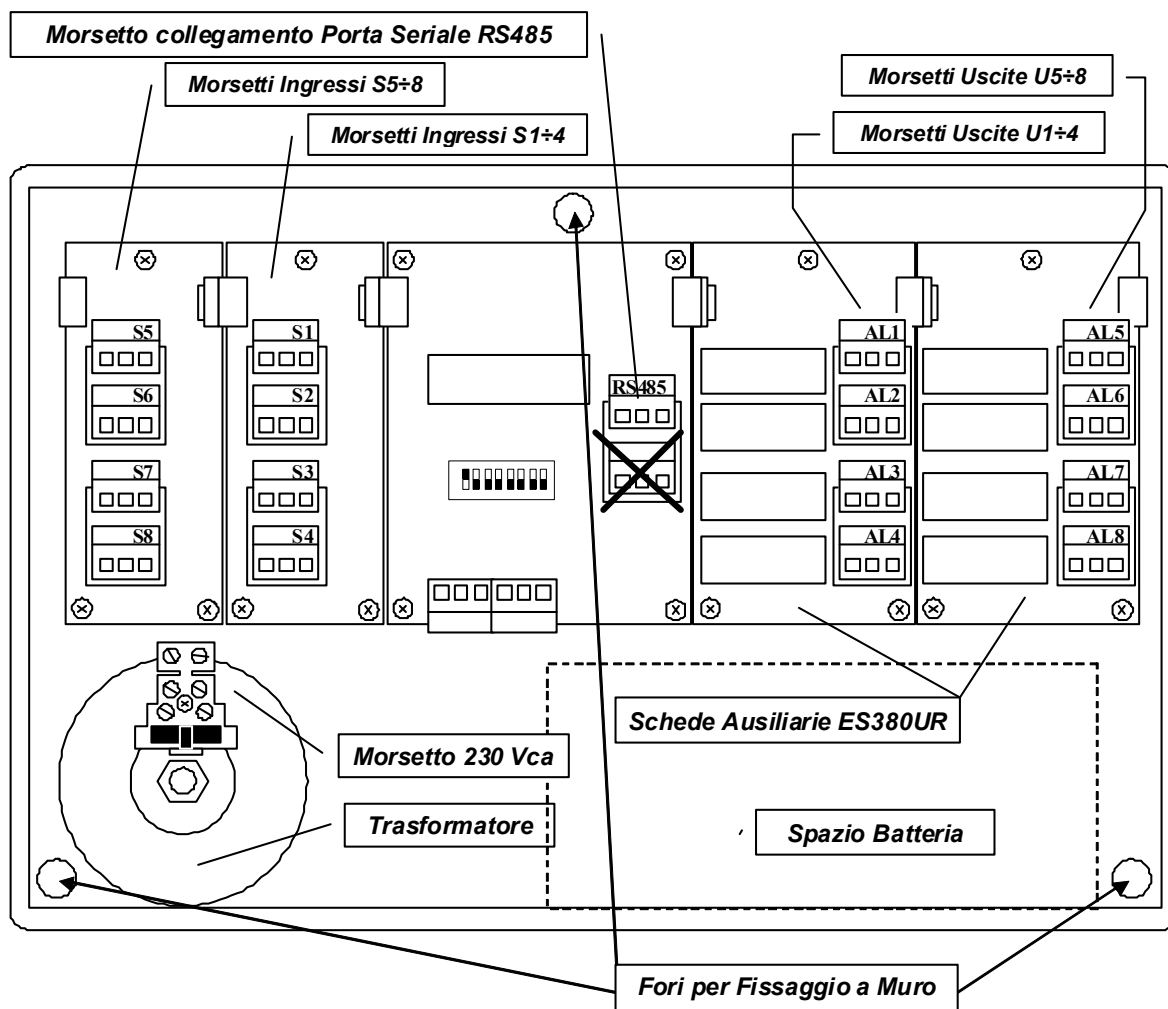 Morsetto collegamento Porta Seriale RS485
Morsetti Ingressi S5÷8
Morsetti Uscite U5÷8
Morsetti Ingressi S1÷4
Morsetti Uscite U1÷4
S5
S1
AL1
AL5
RS485
S6
S2
AL2
AL6
S7
S3
AL3
AL7
S8
S4
AL4
AL8
Schede Ausiliarie ES380UR
Morsetto 230 Vca
Trasformatore
Spazio Batteria
Fori per Fissaggio a Muro